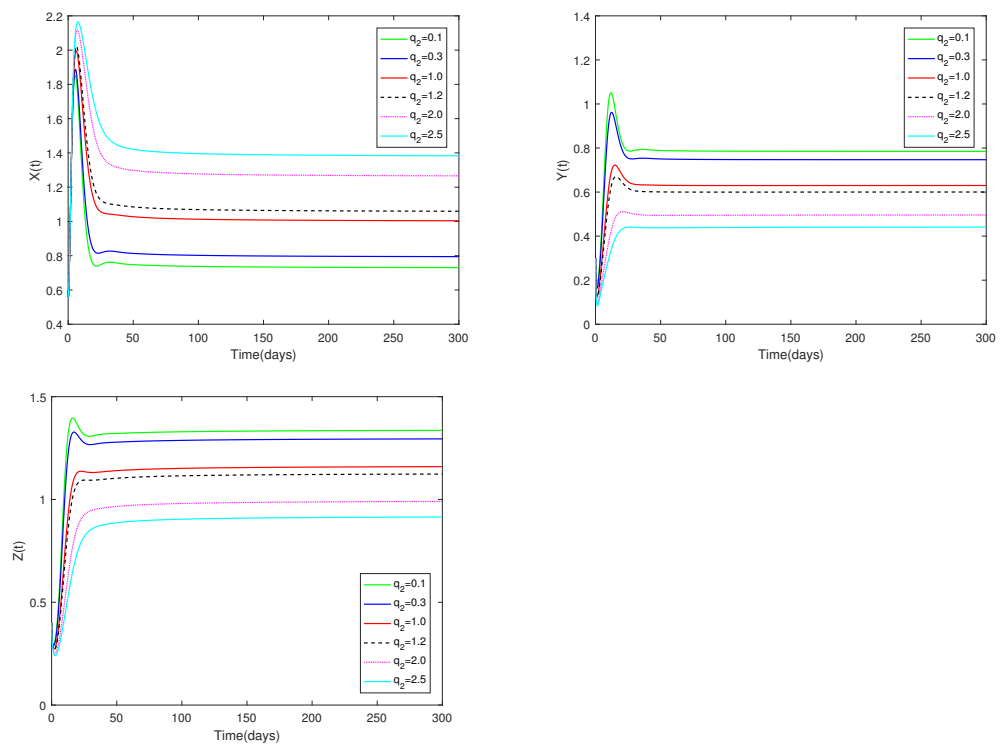 2.2
2
1.8
1.6
1.4
1.2
1
0.8
0.6
0.4
X(t)
0 50 100 150 200 250 300
Time(days)
q2=0.1
q2=0.3
q2=1.0
q2=1.2
q2=2.0
q2=2.5
1.4
1.2
1
0.8
0.6
0.4
0.2
0
Y(t)
0 50 100 150 200 250 300
Time(days)
q2=0.1
q2=0.3
q2=1.0
q2=1.2
q2=2.0
q2=2.5
1.5
1
0.5
0
Z(t)
0 50 100 150 200 250 300
Time(days)
q2=0.1
q2=0.3
q2=1.0
q2=1.2
q2=2.0
q2=2.5